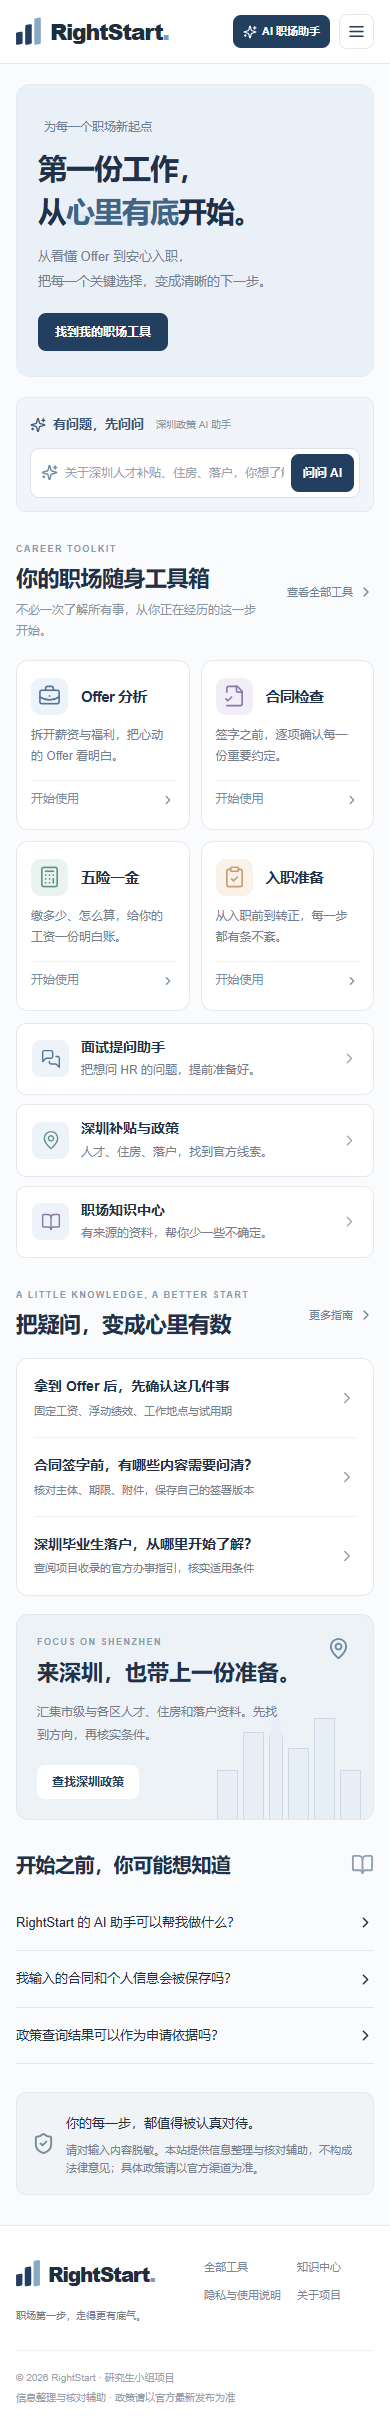 RightStart.
AI 职场助手
为每一个职场新起点
第一份工作，
从心里有底开始。
从看懂 Offer 到安心入职，
把每一个关键选择，变成清晰的下一步。
找到我的职场工具
有问题，先问问 深圳政策 AI 助手
关于深圳人才补贴、住房、落户，你想了
问问 AI
CAREER TOOLKIT
你的职场随身工具箱
查看全部工具
不必一次了解所有事，从你正在经历的这一步
开始。
Offer 分析
拆开薪资与福利，把心动
的 Offer 看明白。
开始使用
合同检查
签字之前，逐项确认每一
份重要约定。
开始使用
五险一金
缴多少、怎么算，给你的
工资一份明白账。
开始使用
入职准备
从入职前到转正，每一步
都有条不紊。
开始使用
面试提问助手
把想问 HR 的问题，提前准备好。
深圳补贴与政策
人才、住房、落户，找到官方线索。
职场知识中心
有来源的资料，帮你少一些不确定。
A LITTLE KNOWLEDGE, A BETTER START
把疑问，变成心里有数
更多指南
拿到 Offer 后，先确认这几件事
固定工资、浮动绩效、工作地点与试用期
合同签字前，有哪些内容需要问清？
核对主体、期限、附件，保存自己的签署版本
深圳毕业生落户，从哪里开始了解？
查阅项目收录的官方办事指引，核实适用条件
FOCUS ON SHENZHEN
来深圳，也带上一份准备。
汇集市级与各区人才、住房和落户资料。先找
到方向，再核实条件。
查找深圳政策
开始之前，你可能想知道
RightStart 的 AI 助手可以帮我做什么？
我输入的合同和个人信息会被保存吗？
政策查询结果可以作为申请依据吗？
你的每一步，都值得被认真对待。
请对输入内容脱敏。本站提供信息整理与核对辅助，不构成
法律意见；具体政策请以官方渠道为准。
RightStart.
职场第一步，走得更有底气。
全部工具 知识中心
隐私与使用说明 关于项目
© 2026 RightStart · 研究生小组项目
信息整理与核对辅助 · 政策请以官方最新发布为准